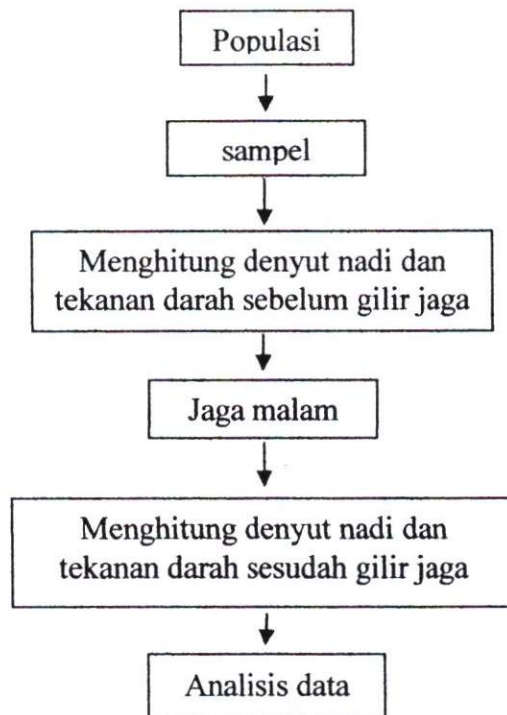 Populasi
sampel
Menghitung denyut nadi dan
tekanan darah sebelum gilir jaga
Jaga malam
Menghitung denyut nadi dan
tekanan darah sesudah gilir jaga
Analisis data